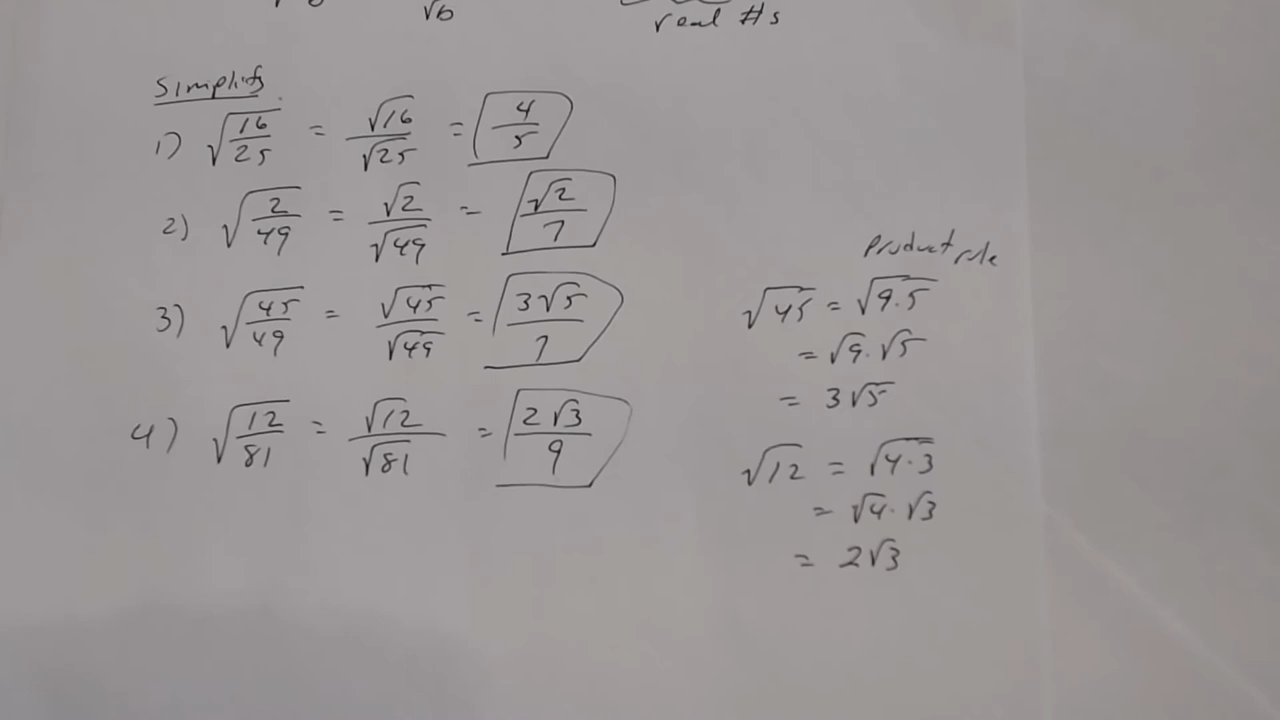 √6
real #s
Simplify
1) √(16/25) = √16/√25 = 4/5
2) √(2/49) = √2/√49 = √2/7
3) √(45/49) = √45/√49 = 3√5/7
4) √(12/81) = √12/√81 = 2√3/9
Product rule
√45 = √9·5
= √9·√5
= 3√5
√12 = √4·3
= √4·√3
= 2√3